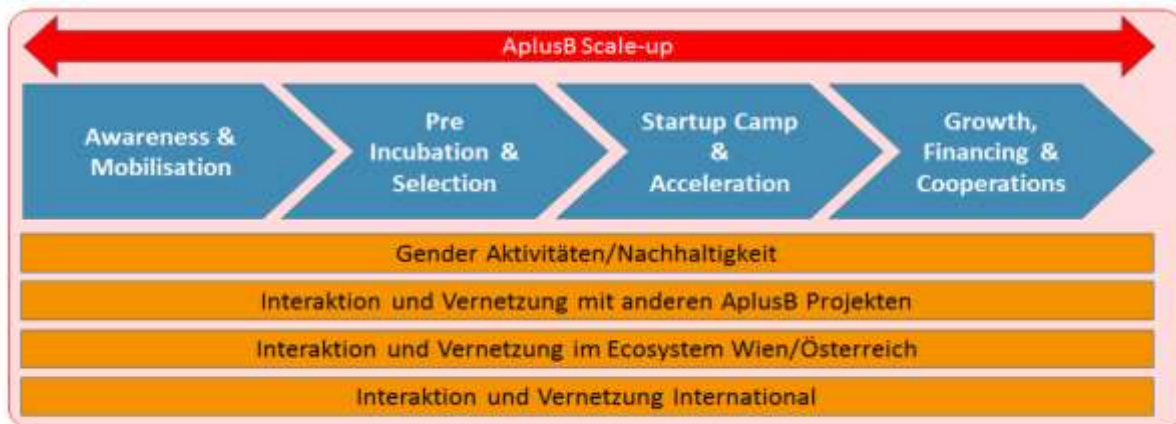 AplusB Scale-up
Awareness &
Mobilisation
Pre
Incubation &
Selection
Startup Camp
&
Acceleration
Growth,
Financing &
Cooperations
Gender Aktivitäten/Nachhaltigkeit
Interaktion und Vernetzung mit anderen AplusB Projekten
Interaktion und Vernetzung im Ecosystem Wien/Österreich
Interaktion und Vernetzung International